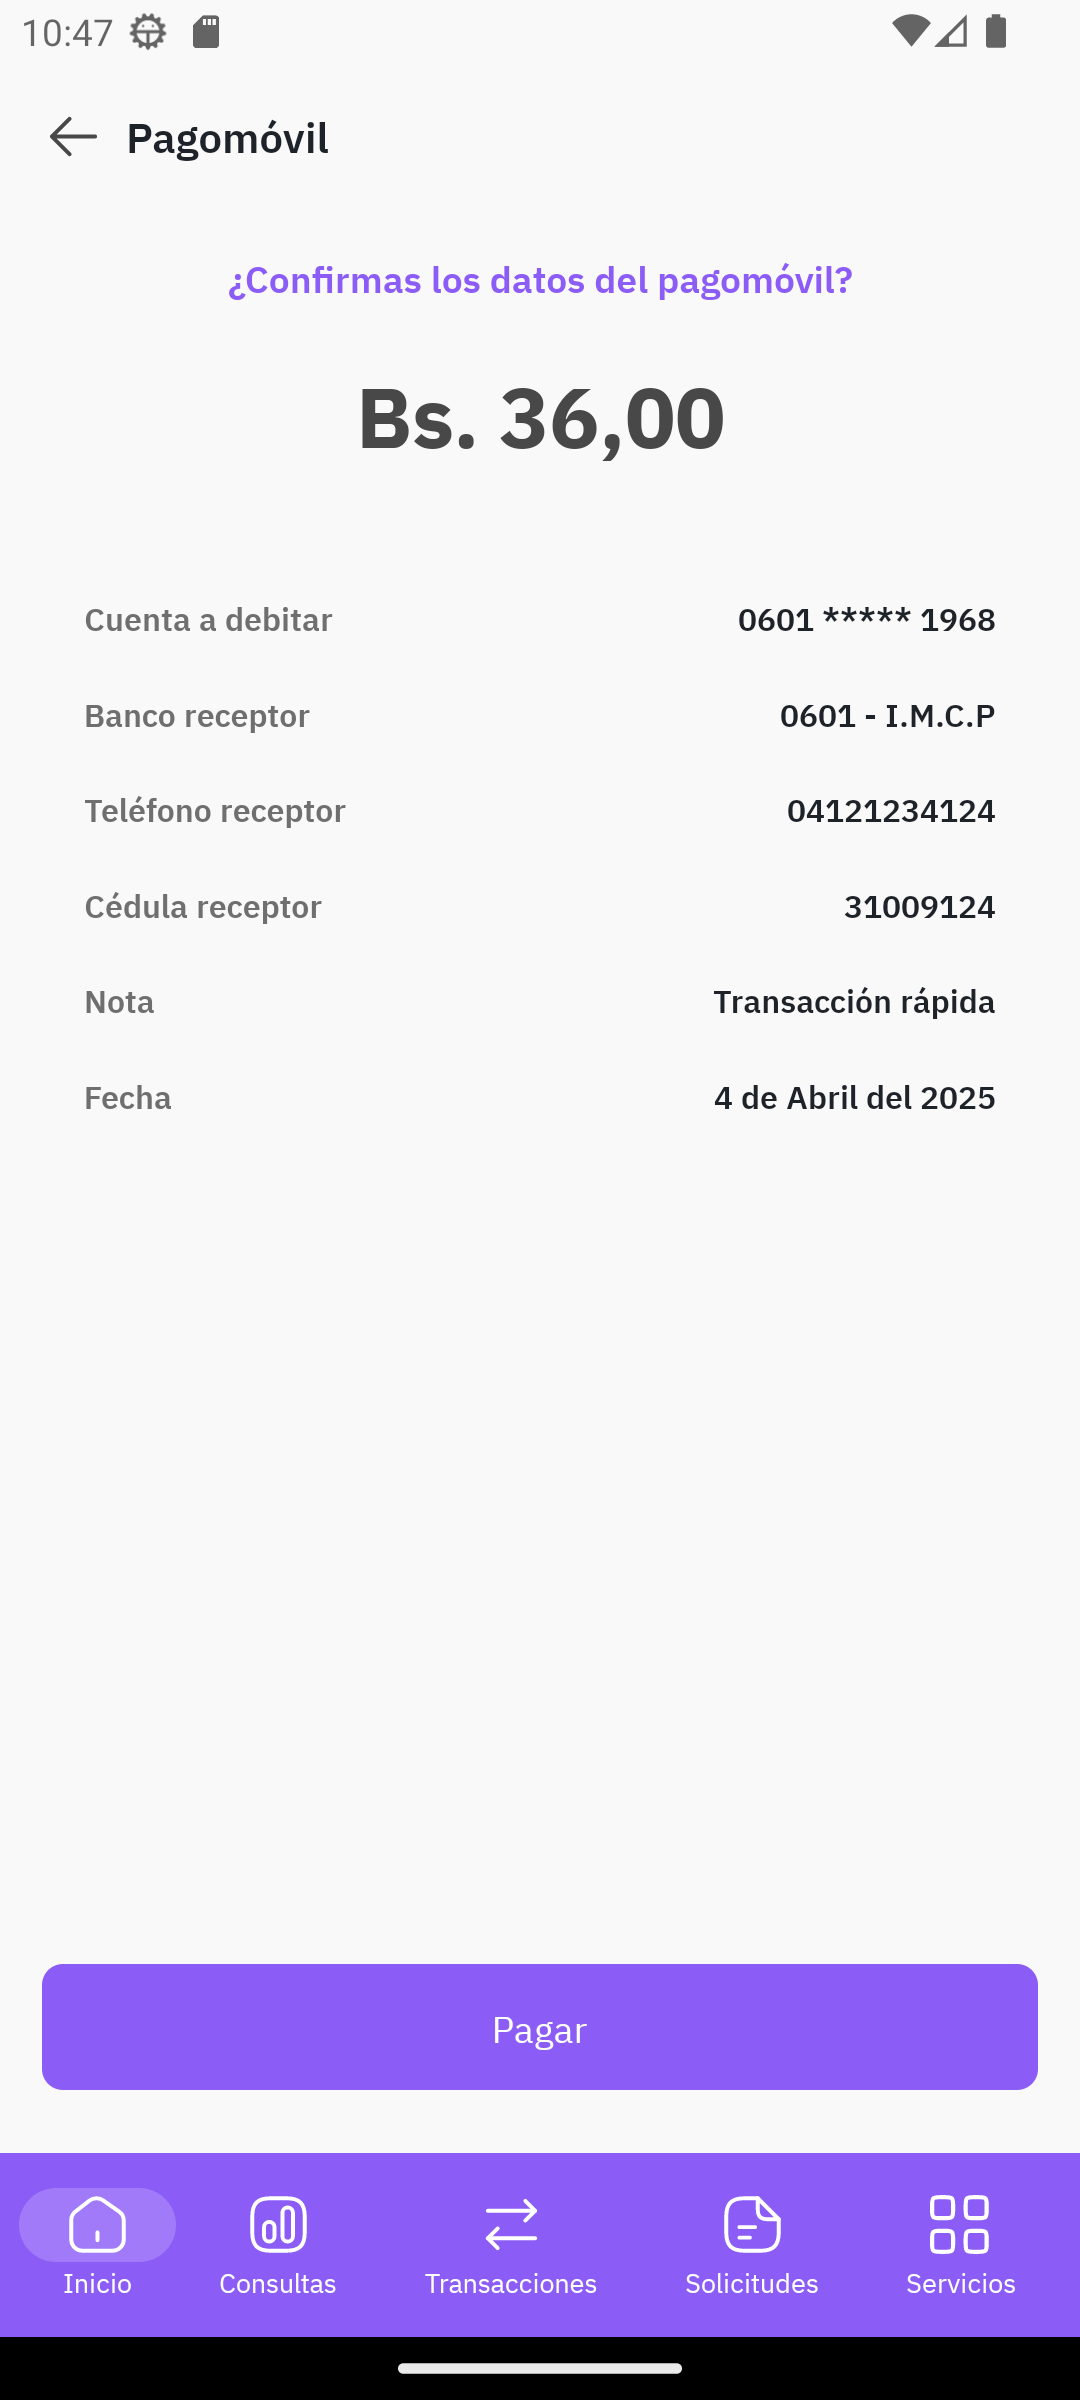 10:47
Pagomóvil
¿Confirmas los datos del pagomóvil?
Bs. 36,00
Cuenta a debitar 0601 ***** 1968
Banco receptor 0601 - I.M.C.P
Teléfono receptor 04121234124
Cédula receptor 31009124
Nota Transacción rápida
Fecha 4 de Abril del 2025
Pagar
Inicio Consultas Transacciones Solicitudes Servicios